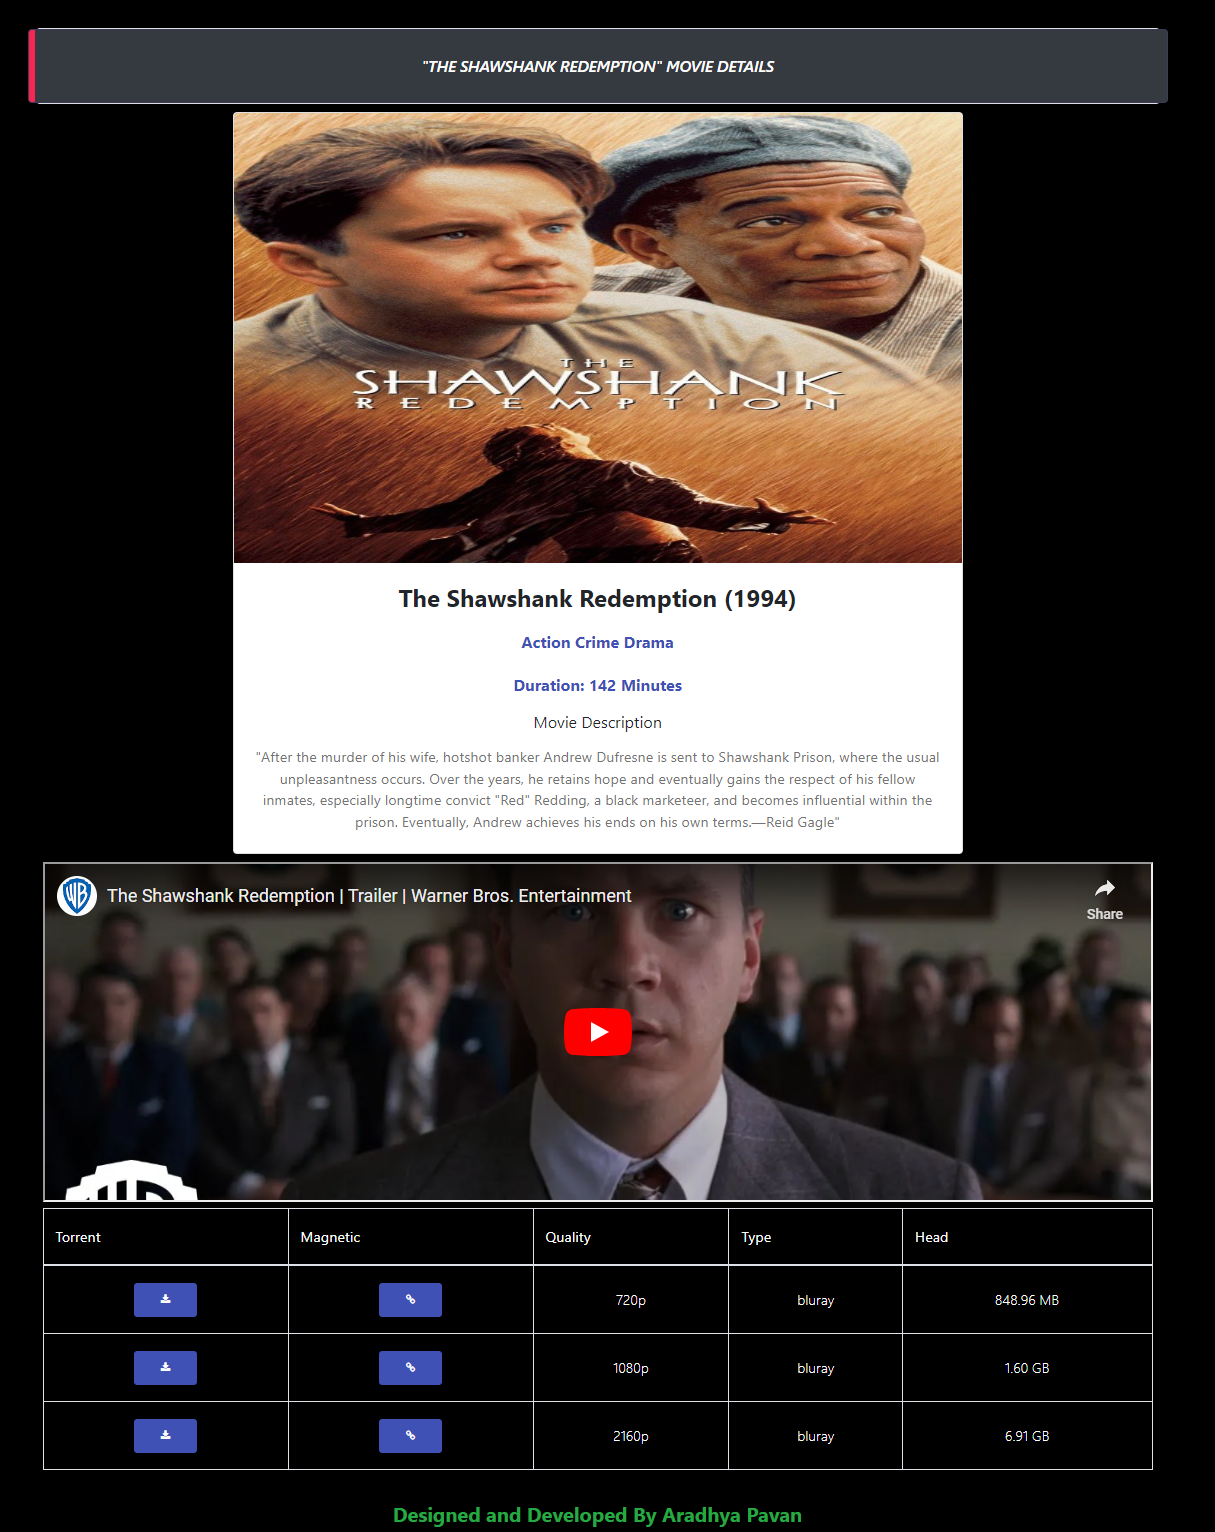 "THE SHAWSHANK REDEMPTION" MOVIE DETAILS
THE
SHAWSHANK
REDEMPTION
The Shawshank Redemption (1994)
Action Crime Drama
Duration: 142 Minutes
Movie Description
"After the murder of his wife, hotshot banker Andrew Dufresne is sent to Shawshank Prison, where the usual
unpleasantness occurs. Over the years, he retains hope and eventually gains the respect of his fellow
inmates, especially longtime convict "Red" Redding, a black marketeer, and becomes influential within the
prison. Eventually, Andrew achieves his ends on his own terms.—Reid Gagle"
WB The Shawshank Redemption | Trailer | Warner Bros. Entertainment
Share
Torrent Magnetic Quality Type Head
720p bluray 848.96 MB
1080p bluray 1.60 GB
2160p bluray 6.91 GB
Designed and Developed By Aradhya Pavan